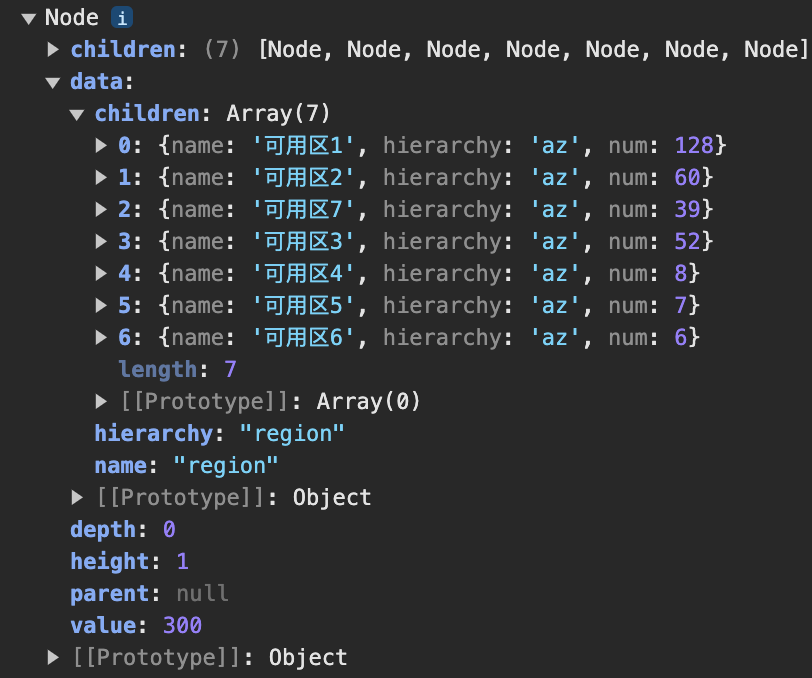 Node i
children: (7) [Node, Node, Node, Node, Node, Node, Node]
data:
children: Array(7)
0: {name: '可用区1', hierarchy: 'az', num: 128}
1: {name: '可用区2', hierarchy: 'az', num: 60}
2: {name: '可用区7', hierarchy: 'az', num: 39}
3: {name: '可用区3', hierarchy: 'az', num: 52}
4: {name: '可用区4', hierarchy: 'az', num: 8}
5: {name: '可用区5', hierarchy: 'az', num: 7}
6: {name: '可用区6', hierarchy: 'az', num: 6}
length: 7
[[Prototype]]: Array(0)
hierarchy: "region"
name: "region"
[[Prototype]]: Object
depth: 0
height: 1
parent: null
value: 300
[[Prototype]]: Object